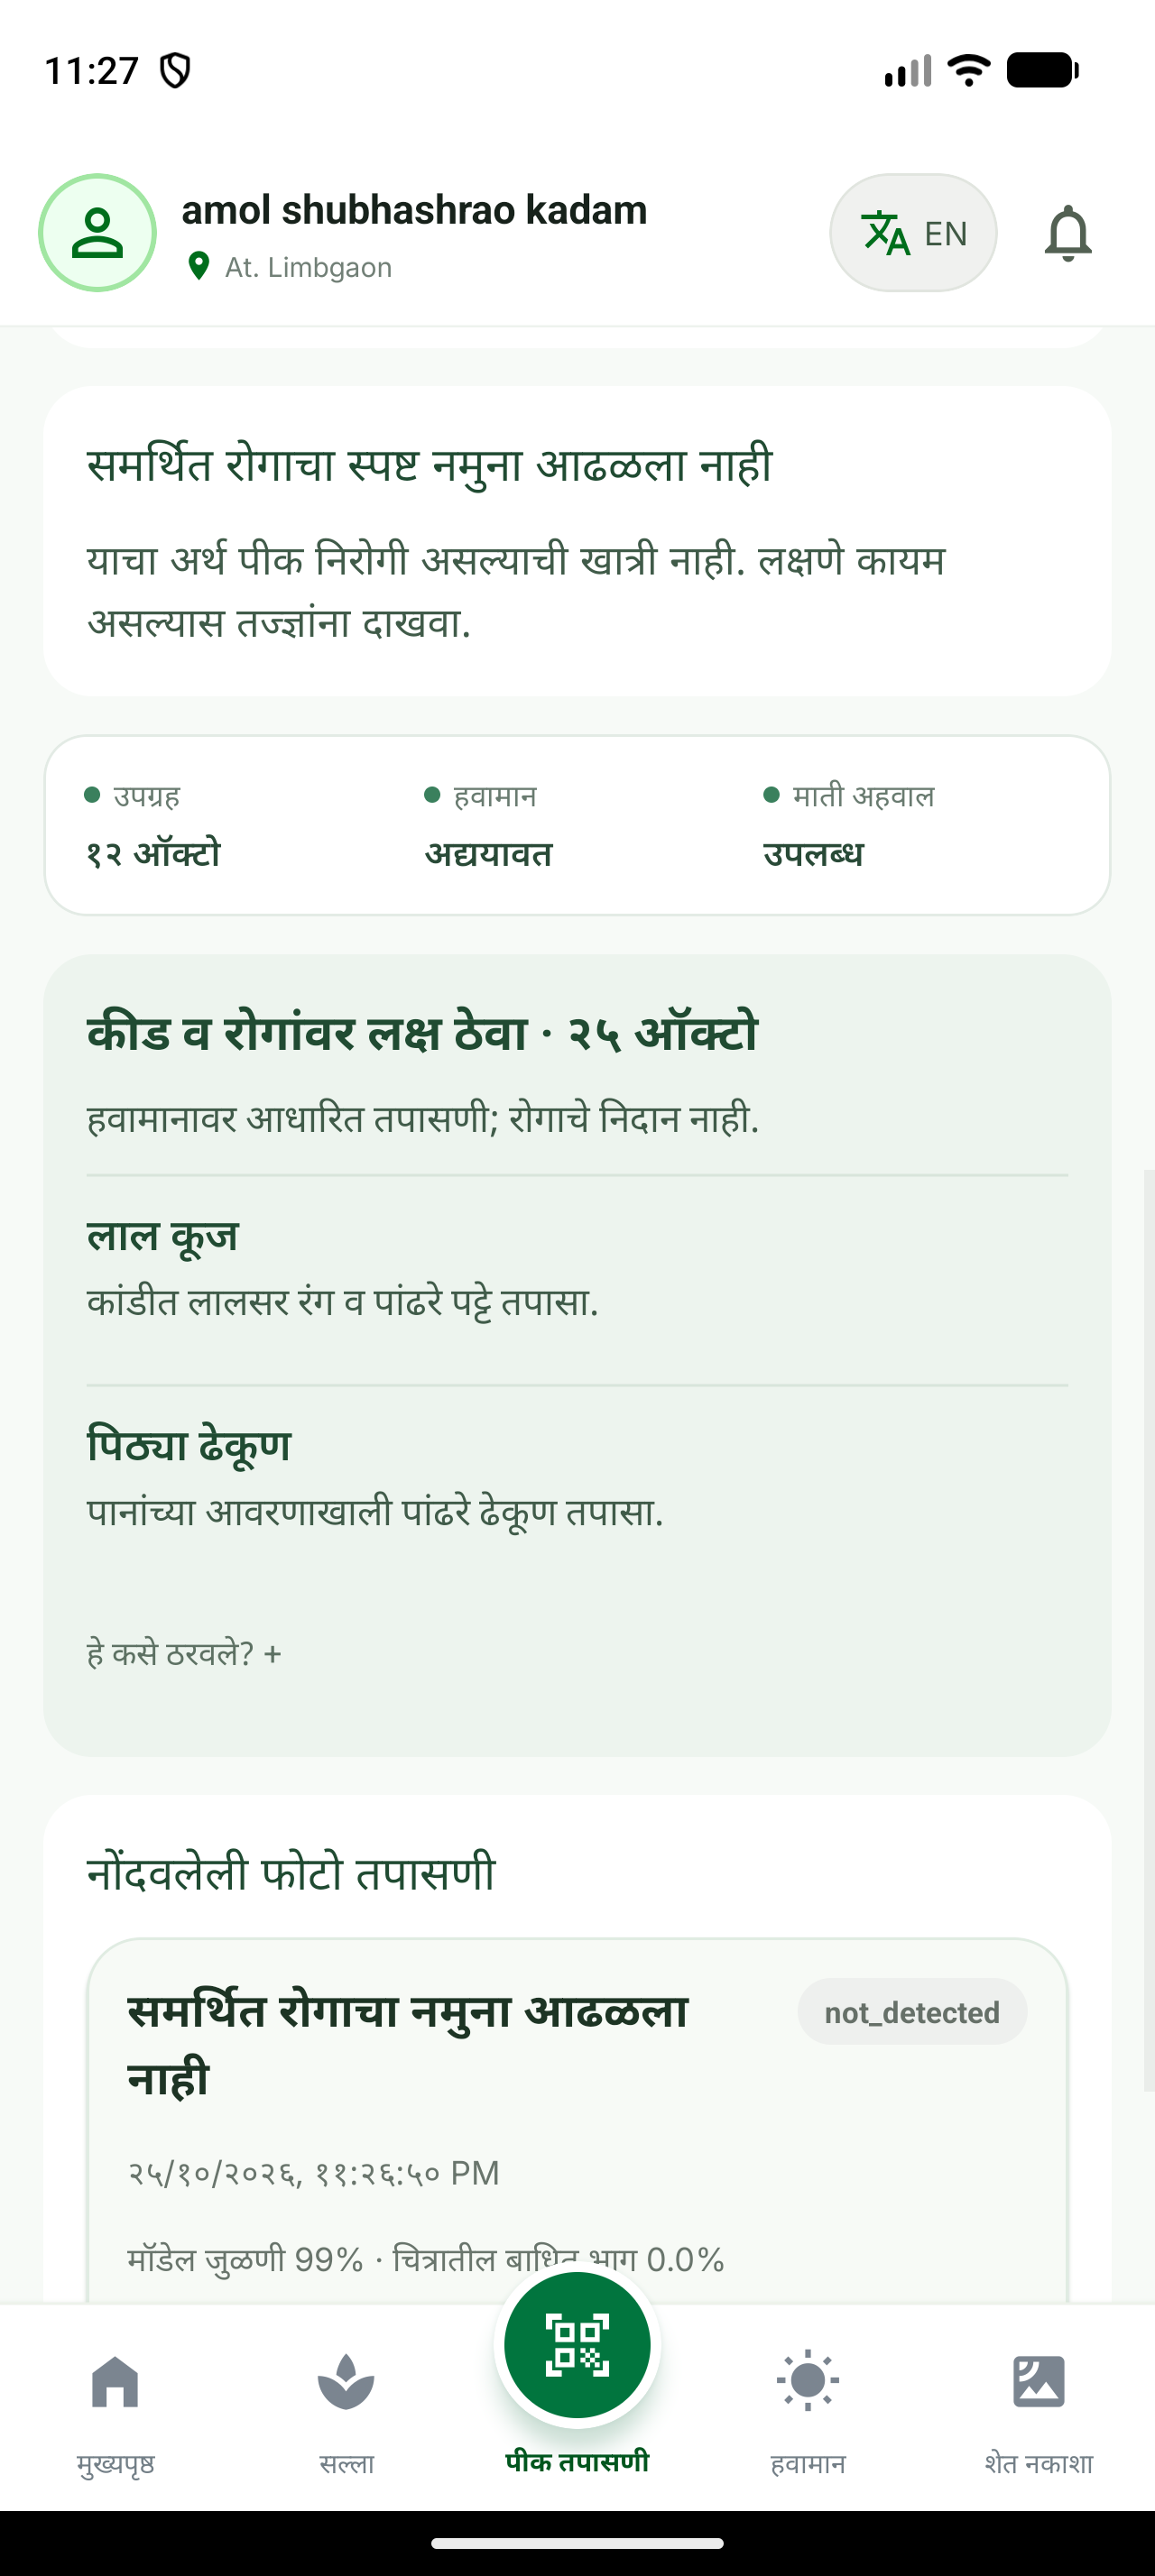 11:27
amol shubhashrao kadam
At. Limbgaon
EN
समर्थित रोगाचा स्पष्ट नमुना आढळला नाही
याचा अर्थ पीक निरोगी असल्याची खात्री नाही. लक्षणे कायम
असल्यास तज्ज्ञांना दाखवा.
उपग्रह
१२ ऑक्टो
हवामान
अद्ययावत
माती अहवाल
उपलब्ध
कीड व रोगांवर लक्ष ठेवा · २५ ऑक्टो
हवामानावर आधारित तपासणी; रोगाचे निदान नाही.
लाल कूज
कांडीत लालसर रंग व पांढरे पट्टे तपासा.
पिठ्या ढेकूण
पानांच्या आवरणाखाली पांढरे ढेकूण तपासा.
हे कसे ठरवले? +
नोंदवलेली फोटो तपासणी
समर्थित रोगाचा नमुना आढळला
नाही
not_detected
२५/१०/२०२६, ११:२६:५० PM
मॉडेल जुळणी 99% · चित्रातील बाधित भाग 0.0%
मुख्यपृष्ठ
सल्ला
पीक तपासणी
हवामान
शेत नकाशा